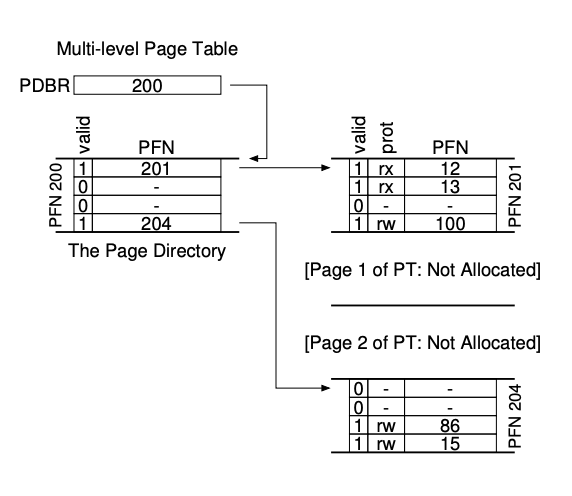 Multi-level Page Table
PDBR 200
valid PFN
PFN 200
1 201
0 -
0 -
1 204
The Page Directory
valid prot PFN
1 rx 12
1 rx 13
0 - -
1 rw 100
PFN 201
[Page 1 of PT: Not Allocated]
[Page 2 of PT: Not Allocated]
0 - -
0 - -
1 rw 86
1 rw 15
PFN 204